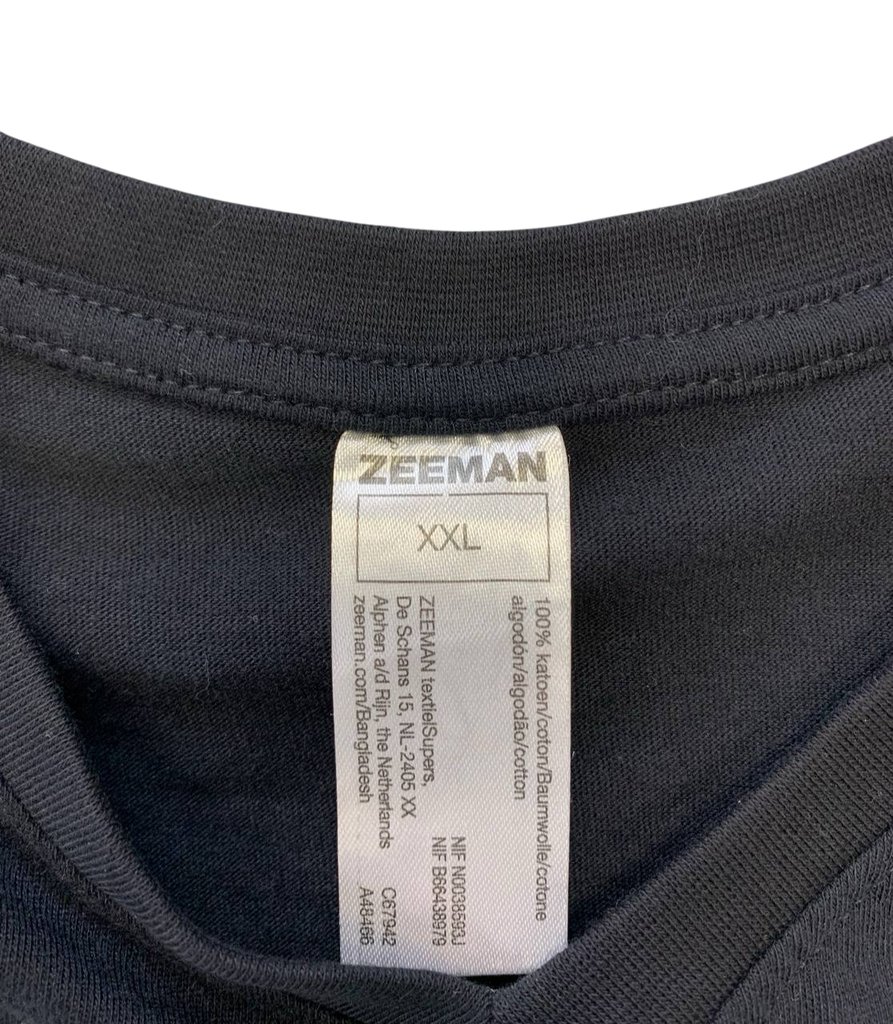 ZEEMAN
XXL
100% katoen/coton/Baumwolle/cotone
algodón/algodão/cotton
NIF N0038593J
NIF B66438979
ZEEMAN textielSupers,
De Schans 15, NL-2405 XX
Alphen a/d Rijn, the Netherlands
zeeman.com/Bangladesh
C67942
A48466